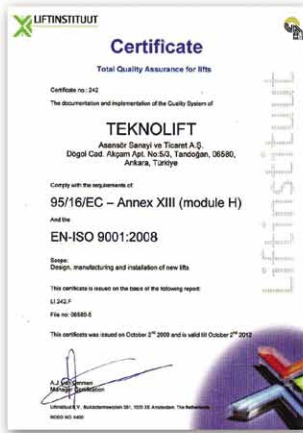 LIFTINSTITUUT
Certificate
Total Quality Assurance for lifts
Certificate no.: 242
The documentation and implementation of the Quality System of
TEKNOLIFT
Asansör Sanayi ve Ticaret A.Ş.
Dögol Cad. Akçam Apt. No:5/3, Tandoğan, 06580,
Ankara, Türkiye
Comply with the requirements of:
95/16/EC – Annex XIII (module H)
And the
EN-ISO 9001:2008
Scope:
Design, manufacturing and installation of new lifts
This certificate is issued on the basis of the following report:
LI 242.F
File no: 06580-5
This certificate was issued on October 2nd 2009 and is valid till October 2nd 2012
Manager Certification
Liftinstituut